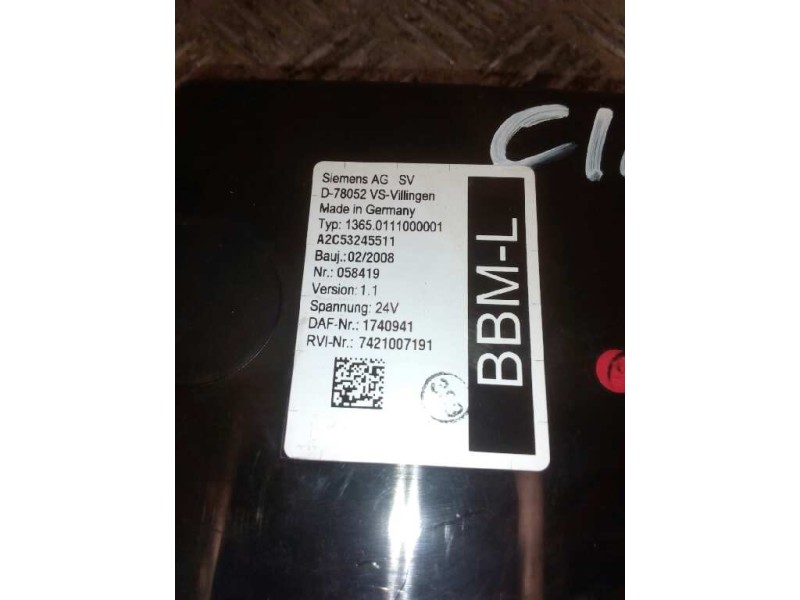 Siemens AG SV
D-78052 VS-Villingen
Made in Germany
Typ: 1365.0111000001
A2C53245511
Bauj.:02/2008
Nr.: 058419
Version: 1.1
Spannung: 24V
DAF-Nr.: 1740941
RVI-Nr.: 7421007191
BBM-L